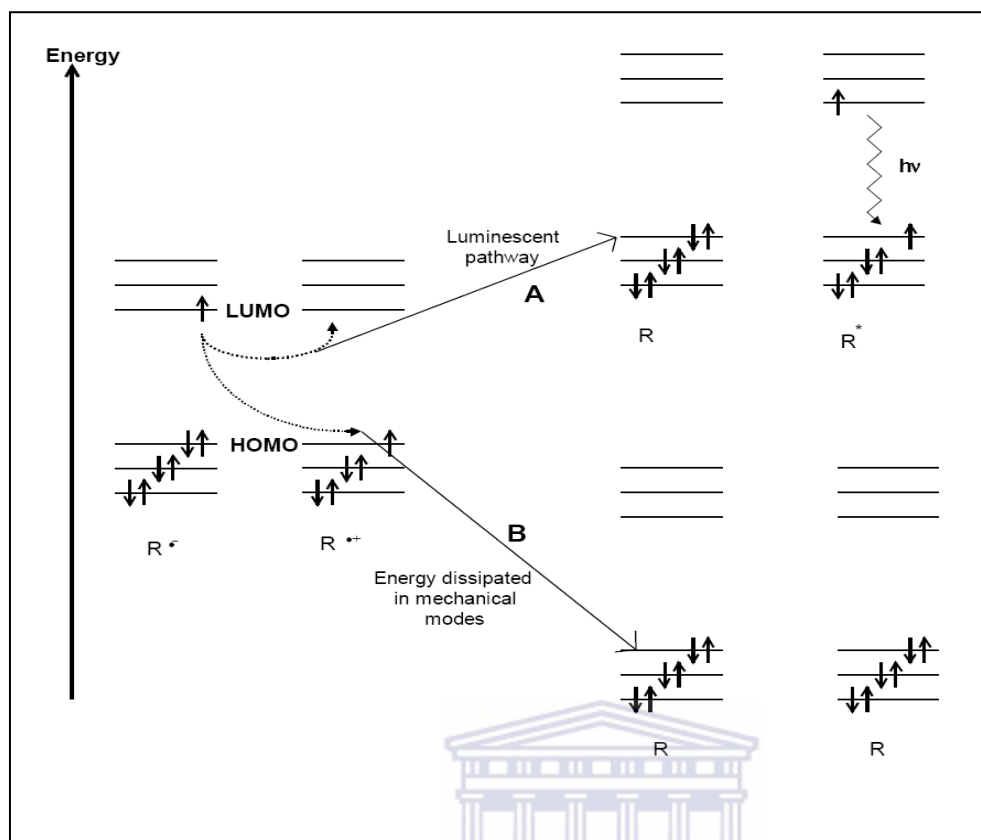 Energy
hν
Luminescent
pathway
A
LUMO
R
R*
HOMO
B
R •-
R •+
Energy dissipated
in mechanical
modes
R
R